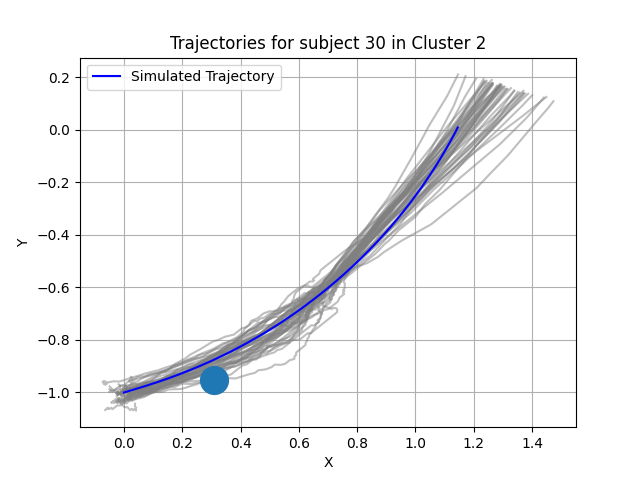 Trajectories for subject 30 in Cluster 2
Simulated Trajectory
0.2
0.0
−0.2
−0.4
−0.6
−0.8
−1.0
Y
0.0 0.2 0.4 0.6 0.8 1.0 1.2 1.4
X